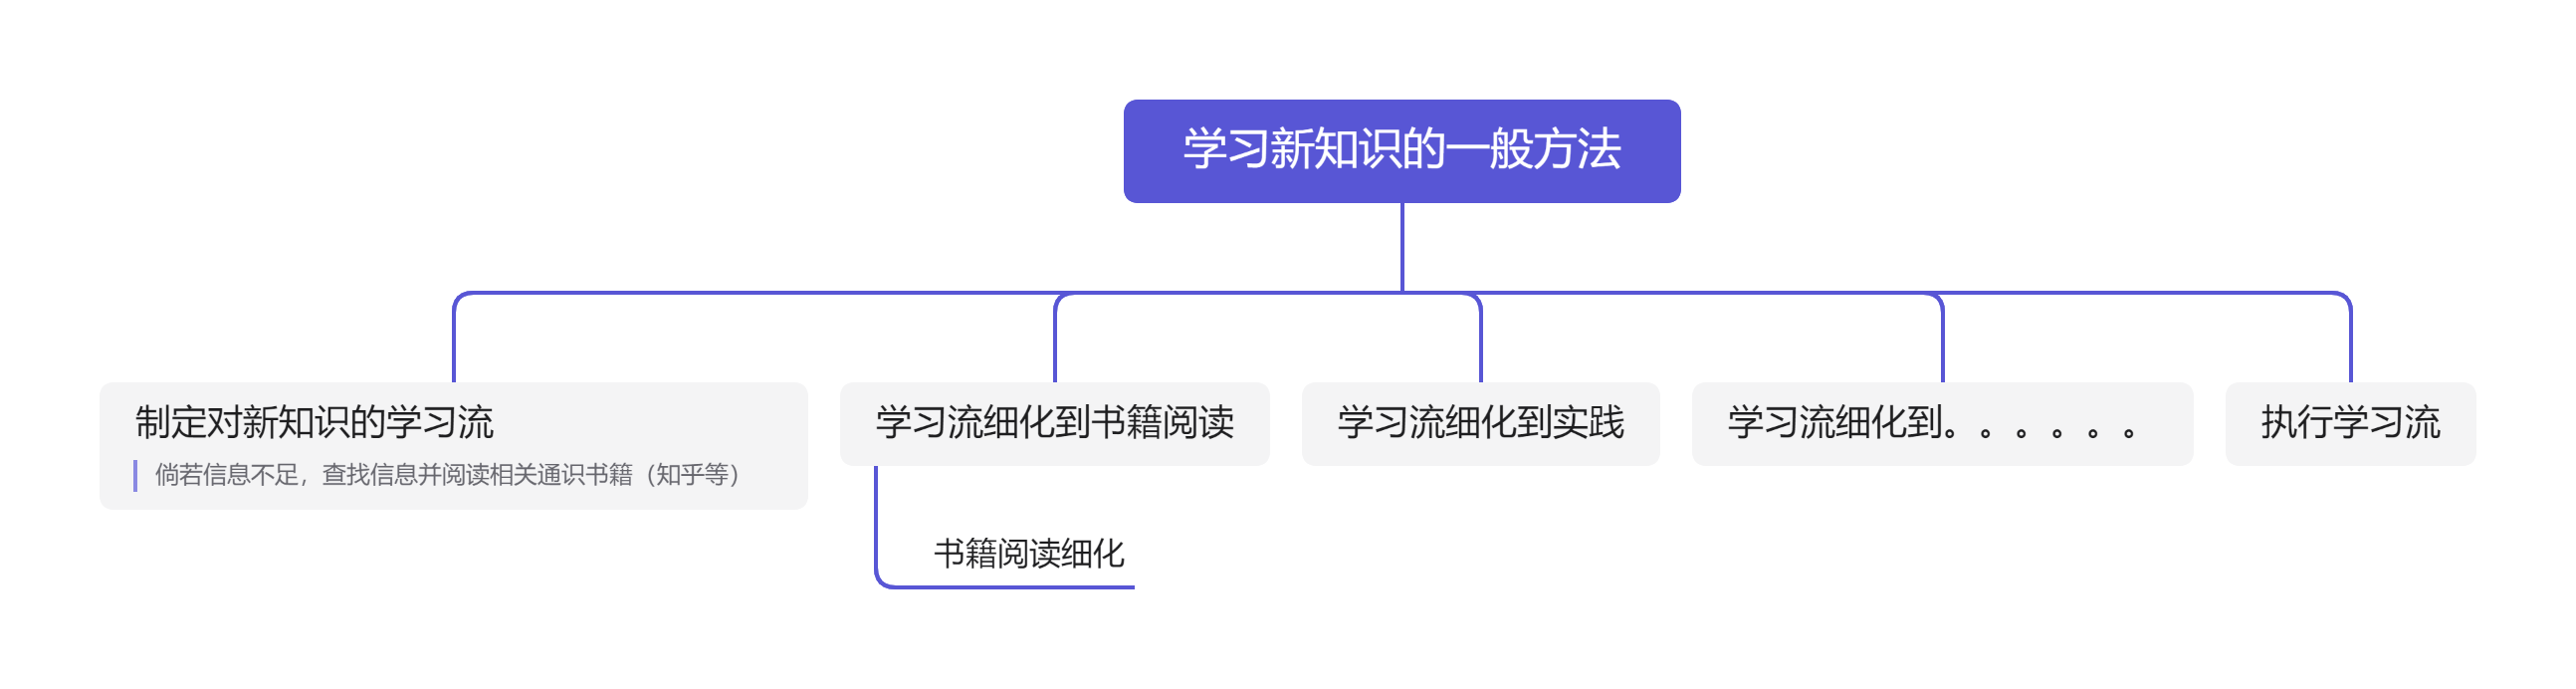 学习新知识的一般方法
制定对新知识的学习流
倘若信息不足，查找信息并阅读相关通识书籍（知乎等）
学习流细化到书籍阅读
学习流细化到实践
学习流细化到。。。。。。
执行学习流
书籍阅读细化